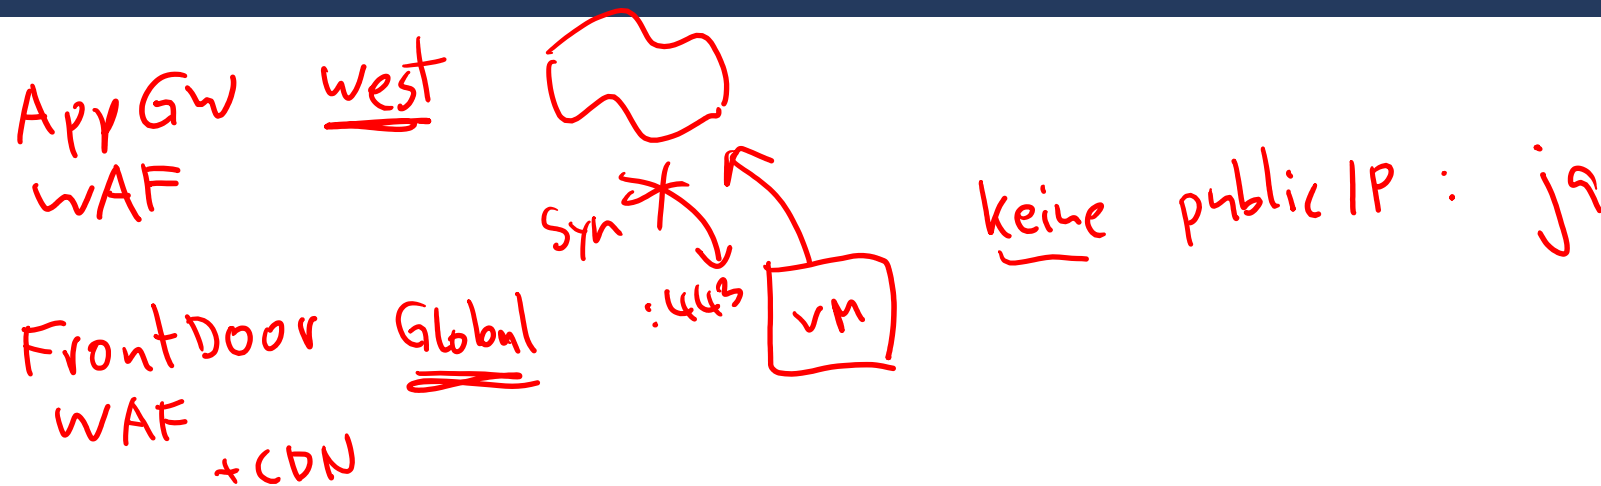 AppGW west
WAF
Syn
:443
VM
keine public IP : ja
FrontDoor Global
WAF
+ CDN